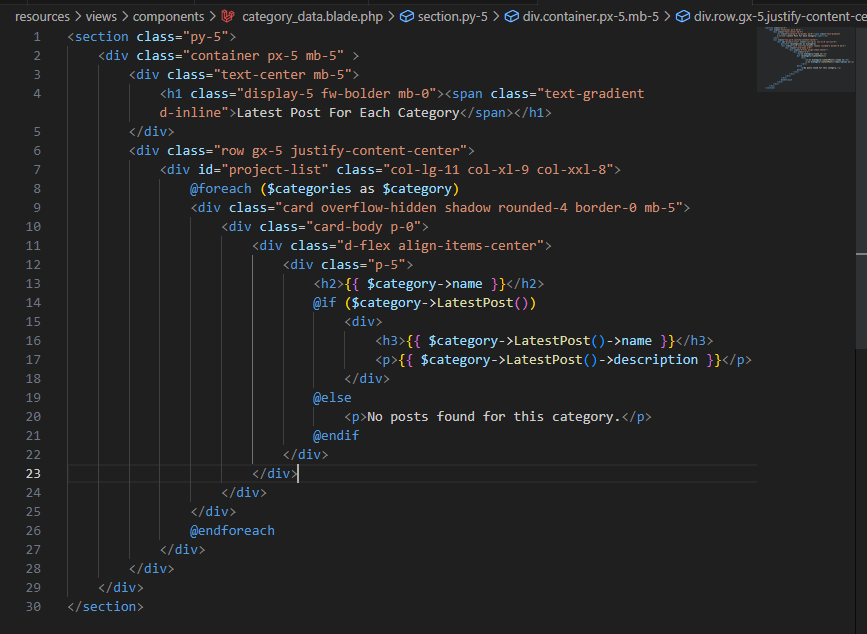 resources > views > components > category_data.blade.php > section.py-5 > div.container.px-5.mb-5 > div.row.gx-5.justify-content-ce
1 <section class="py-5">
2 <div class="container px-5 mb-5" >
3 <div class="text-center mb-5">
4 <h1 class="display-5 fw-bolder mb-0"><span class="text-gradient
d-inline">Latest Post For Each Category</span></h1>
5 </div>
6 <div class="row gx-5 justify-content-center">
7 <div id="project-list" class="col-lg-11 col-xl-9 col-xxl-8">
8 @foreach ($categories as $category)
9 <div class="card overflow-hidden shadow rounded-4 border-0 mb-5">
10 <div class="card-body p-0">
11 <div class="d-flex align-items-center">
12 <div class="p-5">
13 <h2>{{ $category->name }}</h2>
14 @if ($category->LatestPost())
15 <div>
16 <h3>{{ $category->LatestPost()->name }}</h3>
17 <p>{{ $category->LatestPost()->description }}</p>
18 </div>
19 @else
20 <p>No posts found for this category.</p>
21 @endif
22 </div>
23 </div>
24 </div>
25 </div>
26 @endforeach
27 </div>
28 </div>
29 </div>
30 </section>